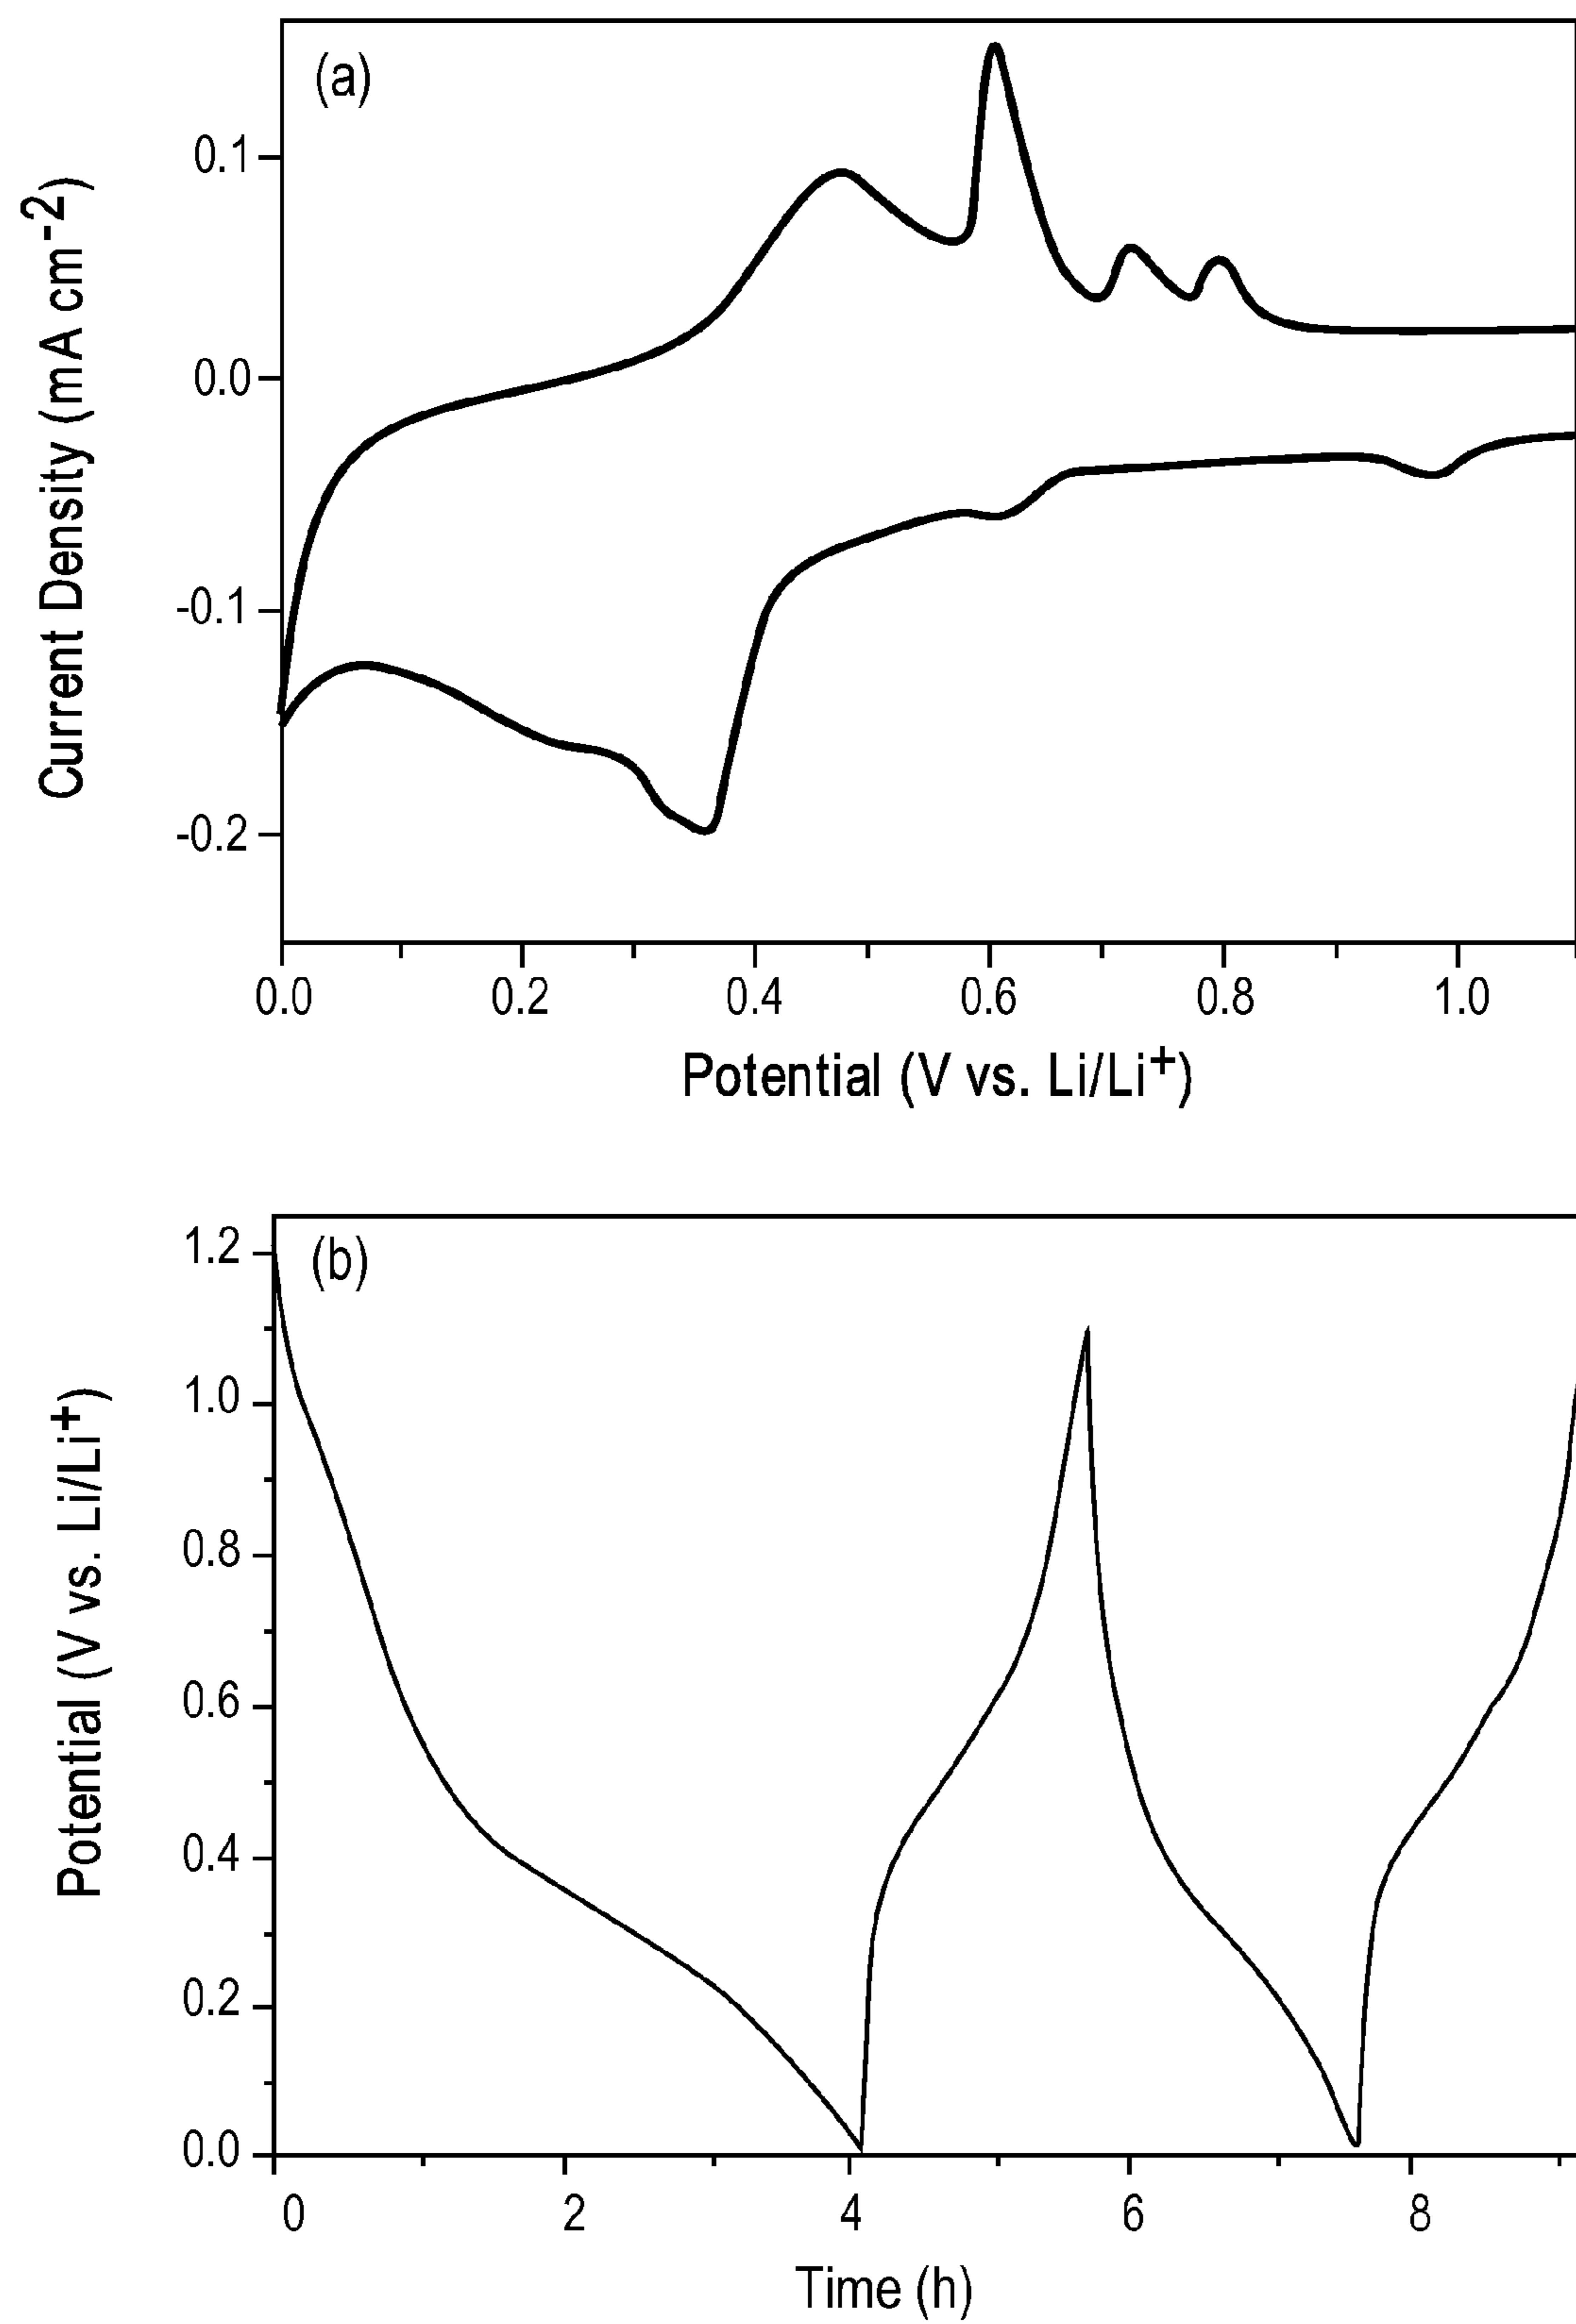 (a)
0.1
0.0
-0.1
-0.2
Current Density (mA cm-2)
0.0 0.2 0.4 0.6 0.8 1.0
Potential (V vs. Li/Li+)
(b)
1.2
1.0
0.8
0.6
0.4
0.2
0.0
Potential (V vs. Li/Li+)
0 2 4 6 8
Time (h)